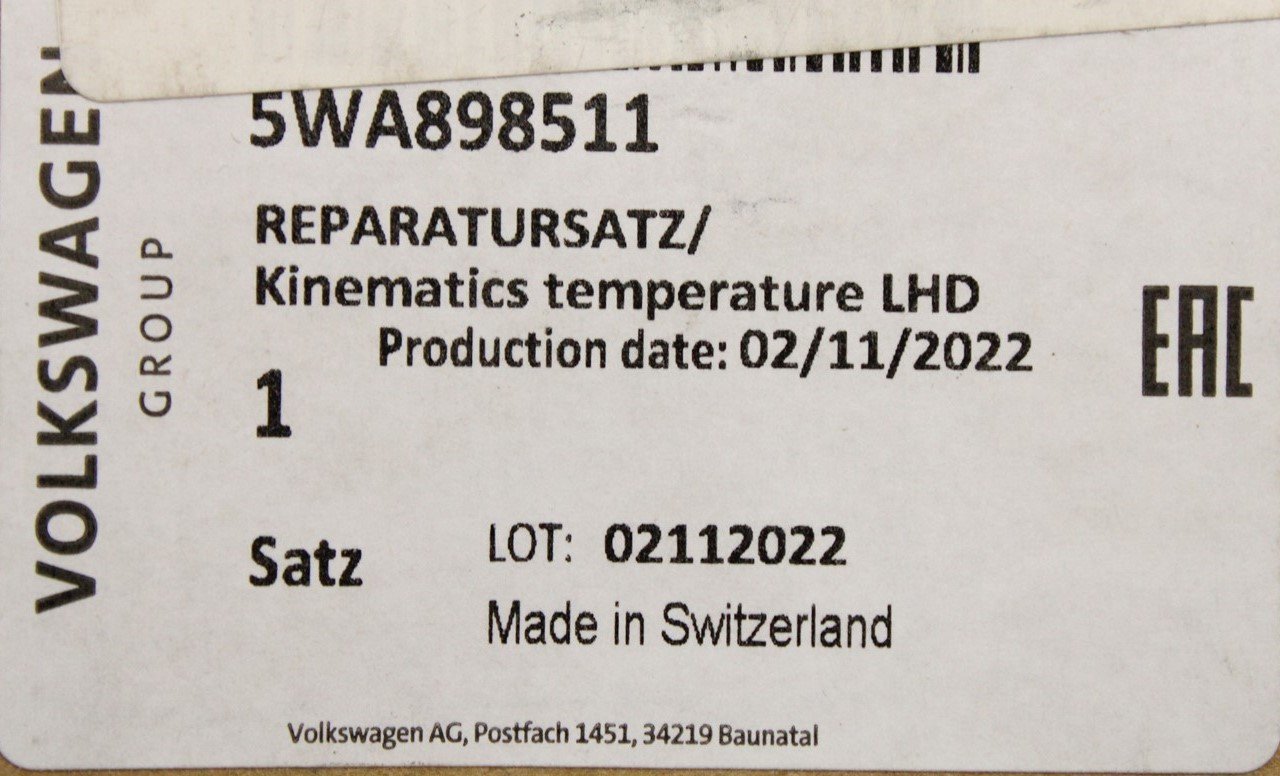 VOLKSWAGEN
GROUP
5WA898511
REPARATURSATZ/
Kinematics temperature LHD
Production date: 02/11/2022
1
EAC
Satz
LOT: 02112022
Made in Switzerland
Volkswagen AG, Postfach 1451, 34219 Baunatal